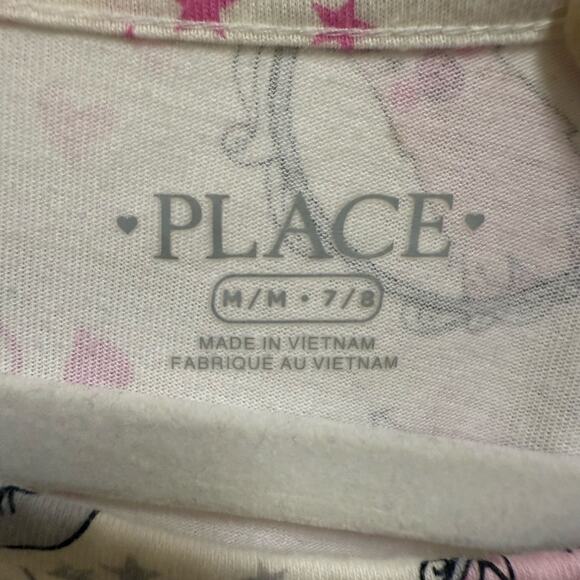 PLACE
M/M • 7/8
MADE IN VIETNAM
FABRIQUÉ AU VIETNAM